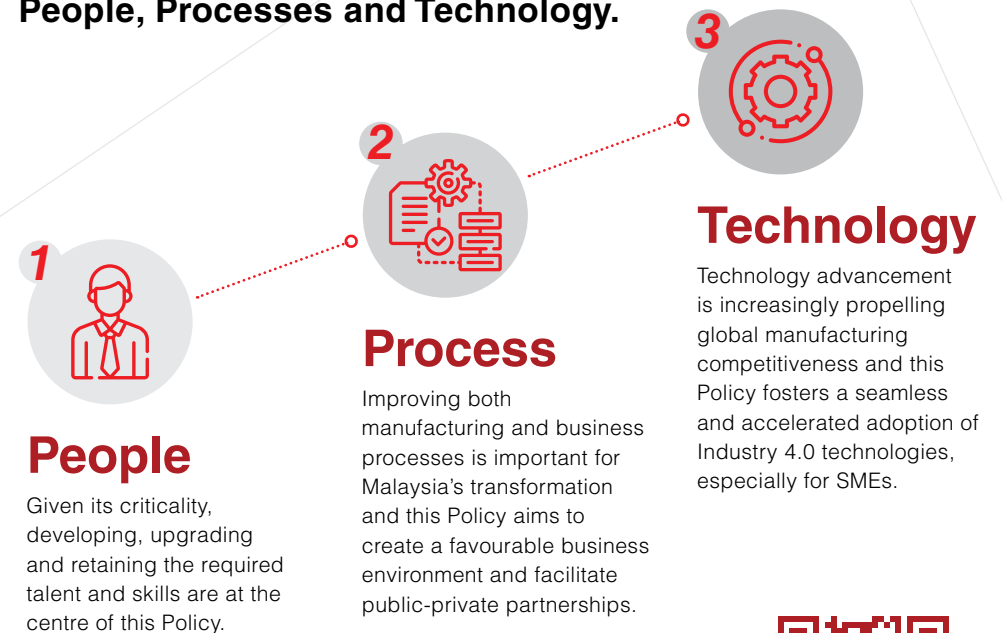 People, Processes and Technology.
1
People
Given its criticality,
developing, upgrading
and retaining the required
talent and skills are at the
centre of this Policy.
2
Process
Improving both
manufacturing and business
processes is important for
Malaysia's transformation
and this Policy aims to
create a favourable business
environment and facilitate
public-private partnerships.
3
Technology
Technology advancement
is increasingly propelling
global manufacturing
competitiveness and this
Policy fosters a seamless
and accelerated adoption of
Industry 4.0 technologies,
especially for SMEs.